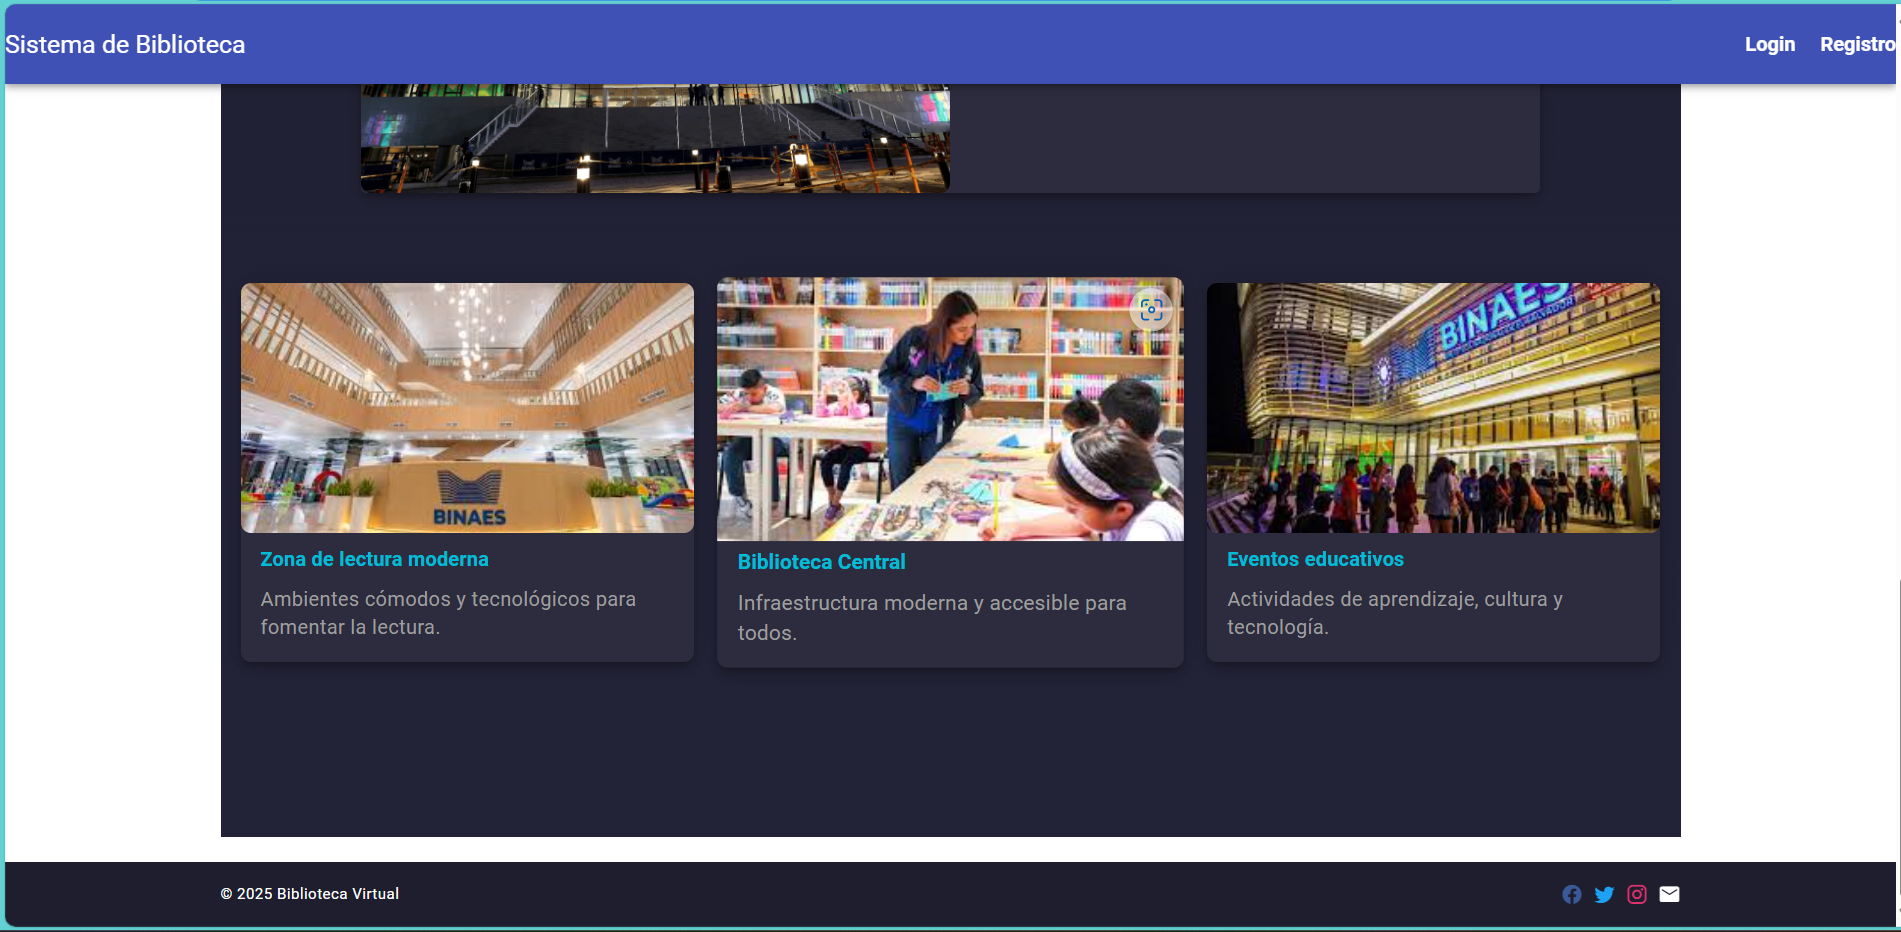 Sistema de Biblioteca
Login
Registro
BINAES
BINAES
Zona de lectura moderna
Ambientes cómodos y tecnológicos para
fomentar la lectura.
Biblioteca Central
Infraestructura moderna y accesible para
todos.
Eventos educativos
Actividades de aprendizaje, cultura y
tecnología.
© 2025 Biblioteca Virtual